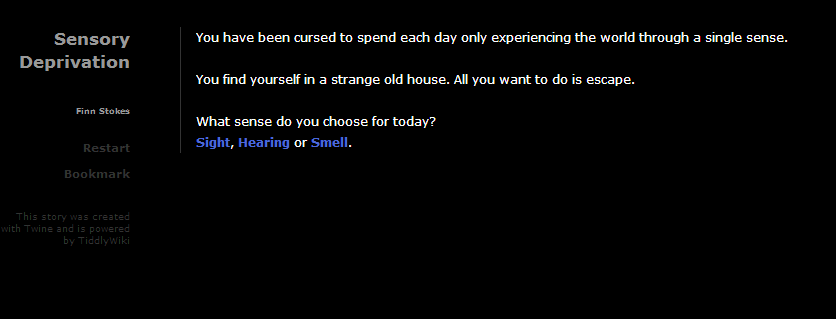 Sensory
Deprivation
Finn Stokes
Restart
Bookmark
This story was created
with Twine and is powered
by TiddlyWiki
You have been cursed to spend each day only experiencing the world through a single sense.
You find yourself in a strange old house. All you want to do is escape.
What sense do you choose for today?
Sight, Hearing or Smell.